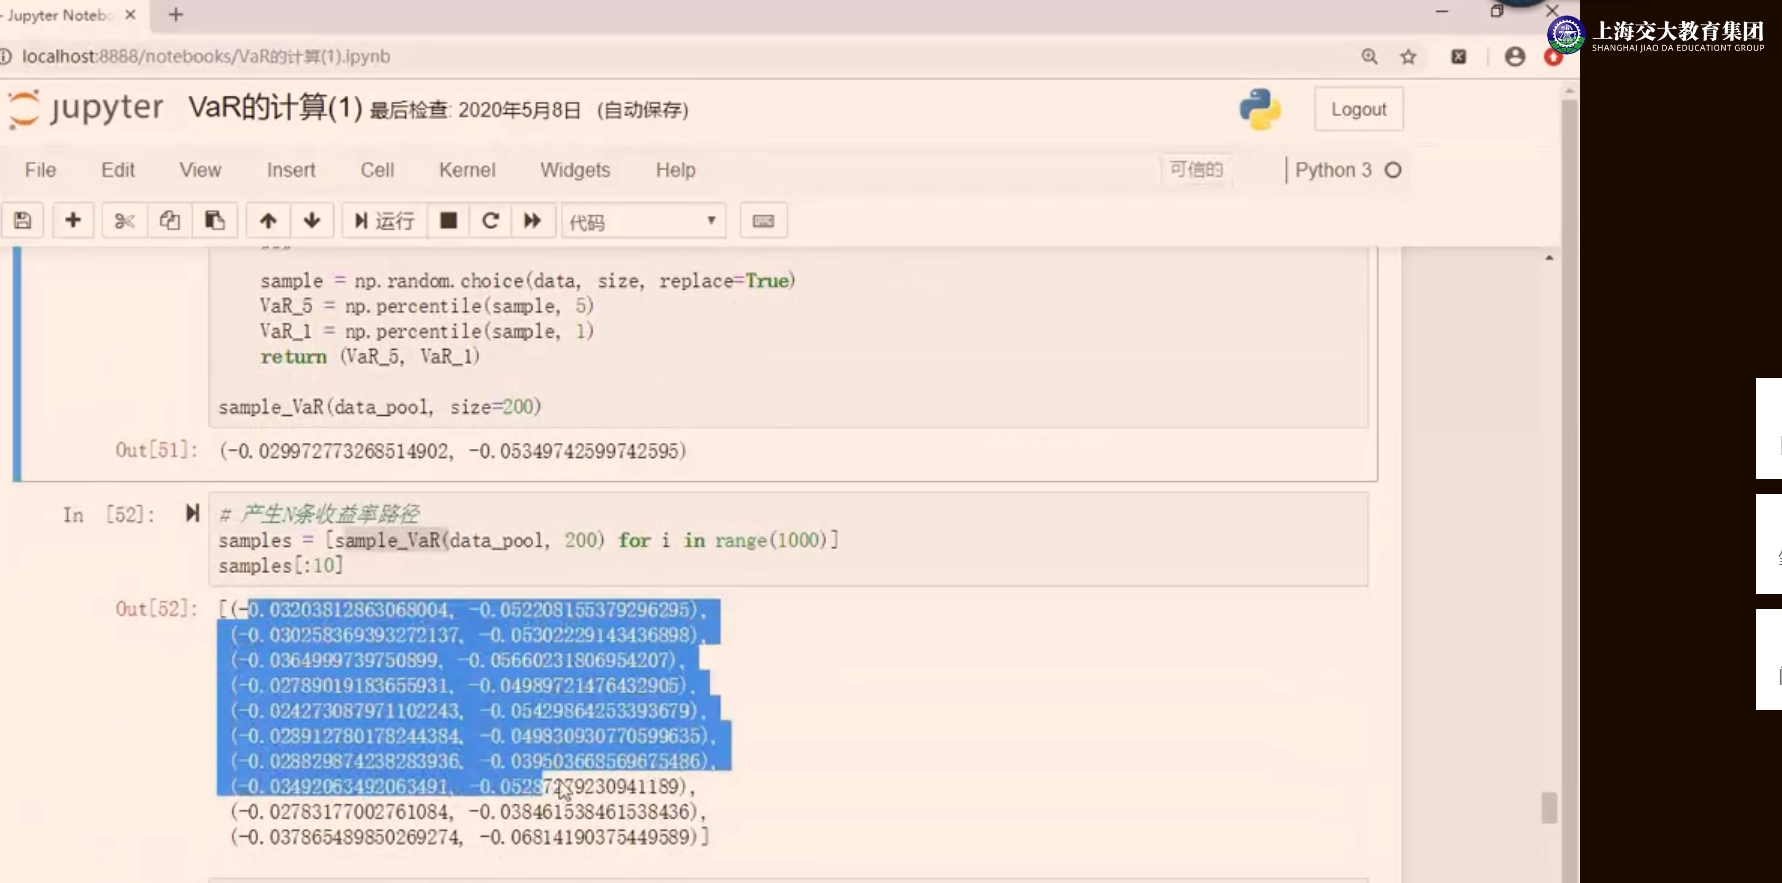 Jupyter Notebo
上海交大教育集团
SHANGHAI JIAO DA EDUCATIONT GROUP
localhost:8888/notebooks/VaR的计算(1).ipynb
jupyter VaR的计算(1) 最后检查: 2020年5月8日 (自动保存)
Logout
File Edit View Insert Cell Kernel Widgets Help 可信的 Python 3
运行 代码
sample = np.random.choice(data, size, replace=True)
VaR_5 = np.percentile(sample, 5)
VaR_1 = np.percentile(sample, 1)
return (VaR_5, VaR_1)
sample_VaR(data_pool, size=200)
Out[51]: (-0.029972773268514902, -0.05349742599742595)
In [52]: # 产生N条收益率路径
samples = [sample_VaR(data_pool, 200) for i in range(1000)]
samples[:10]
Out[52]: [(-0.03203812863068004, -0.052208155379296295),
(-0.030258369393272137, -0.05302229143436898),
(-0.0364999739750899, -0.05660231806954207),
(-0.02789019183655931, -0.04989721476432905),
(-0.024273087971102243, -0.05429864253393679),
(-0.028912780178244384, -0.049830930770599635),
(-0.028829874238283936, -0.039503668569675486),
(-0.03492063492063491, -0.05287279230941189),
(-0.02783177002761084, -0.038461538461538436),
(-0.037865489850269274, -0.06814190375449589)]